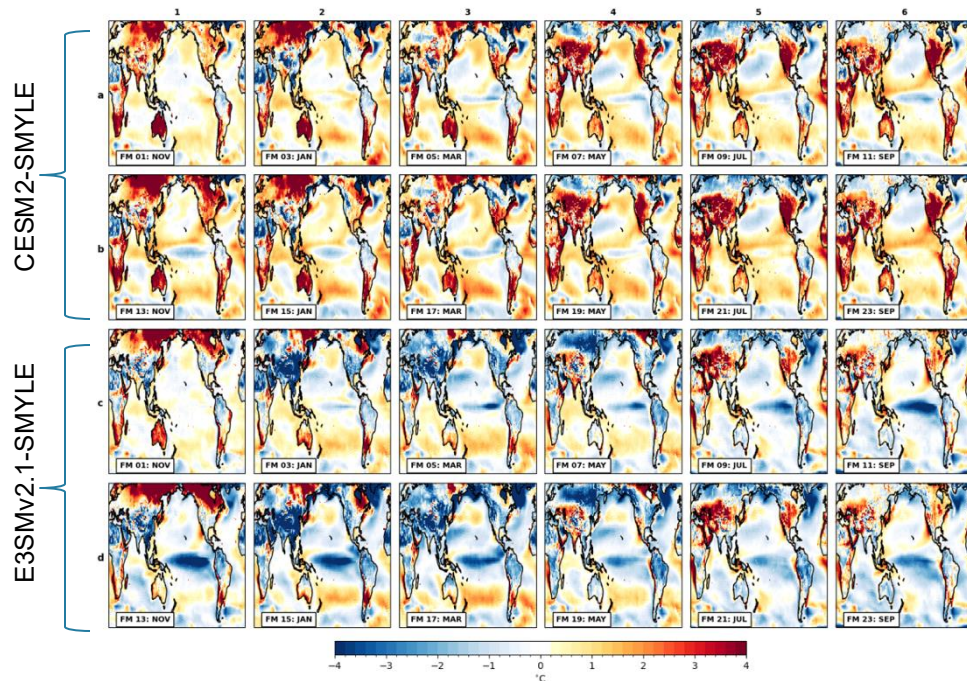 1 2 3 4 5 6
CESM2-SMYLE
a
FM 01: NOV FM 03: JAN FM 05: MAR FM 07: MAY FM 09: JUL FM 11: SEP
b
FM 13: NOV FM 15: JAN FM 17: MAR FM 19: MAY FM 21: JUL FM 23: SEP
E3SMv2.1-SMYLE
c
FM 01: NOV FM 03: JAN FM 05: MAR FM 07: MAY FM 09: JUL FM 11: SEP
d
FM 13: NOV FM 15: JAN FM 17: MAR FM 19: MAY FM 21: JUL FM 23: SEP
−4 −3 −2 −1 0 1 2 3 4
°C